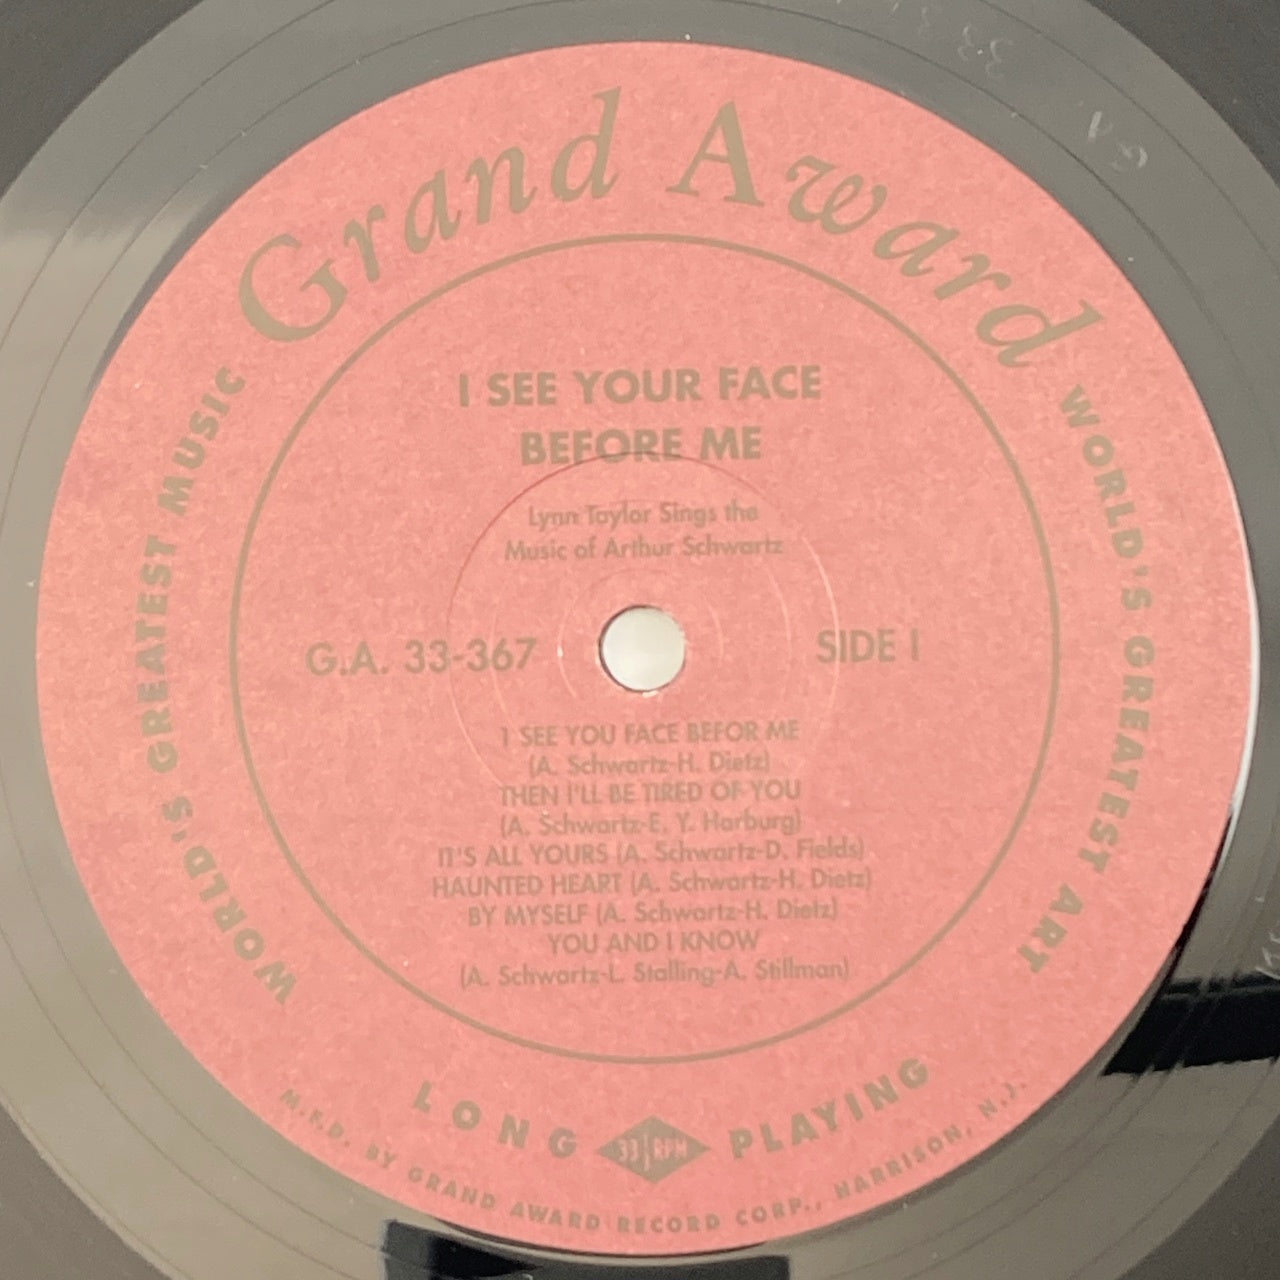 Grand Award
WORLD'S GREATEST MUSIC
WORLD'S GREATEST ART
I SEE YOUR FACE
BEFORE ME
Lynn Taylor Sings the
Music of Arthur Schwartz
G.A. 33-367
SIDE I
I SEE YOU FACE BEFOR ME
(A. Schwartz-H. Dietz)
THEN I'LL BE TIRED OF YOU
(A. Schwartz-E. Y. Harburg)
IT'S ALL YOURS (A. Schwartz-D. Fields)
HAUNTED HEART (A. Schwartz-H. Dietz)
BY MYSELF (A. Schwartz-H. Dietz)
YOU AND I KNOW
(A. Schwartz-L. Stalling-A. Stillman)
LONG 33⅓ RPM PLAYING
M.F.D. BY GRAND AWARD RECORD CORP., HARRISON, N.J.